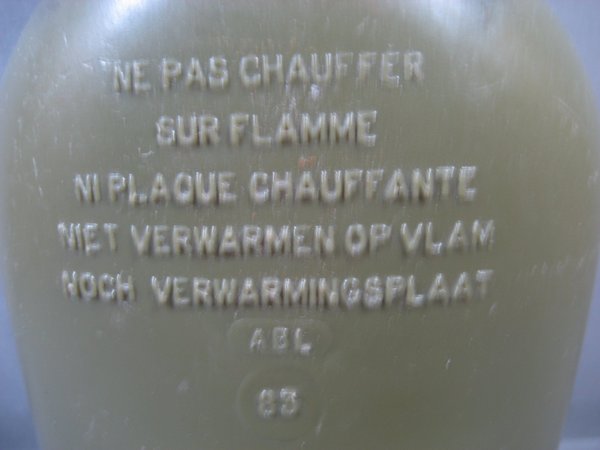 NE PAS CHAUFFER
SUR FLAMME
NI PLAQUE CHAUFFANTE
NIET VERWARMEN OP VLAM
NOCH VERWARMINGSPLAAT
ABL
83